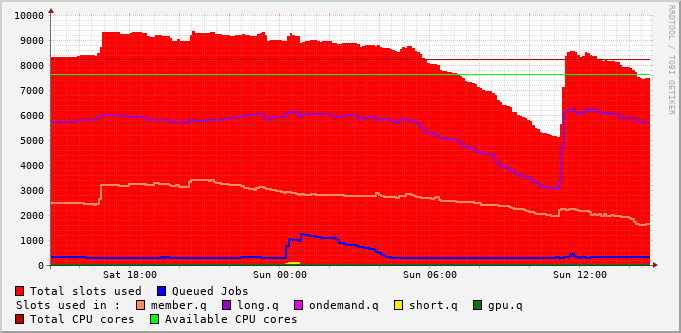 10000
9000
8000
7000
6000
5000
4000
3000
2000
1000
0
Sat 18:00 Sun 00:00 Sun 06:00 Sun 12:00
RRDTOOL / TOBI OETIKER
Total slots used Queued Jobs
Slots used in : member.q long.q ondemand.q short.q gpu.q
Total CPU cores Available CPU cores